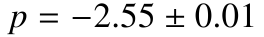 p = −2.55 ± 0.01